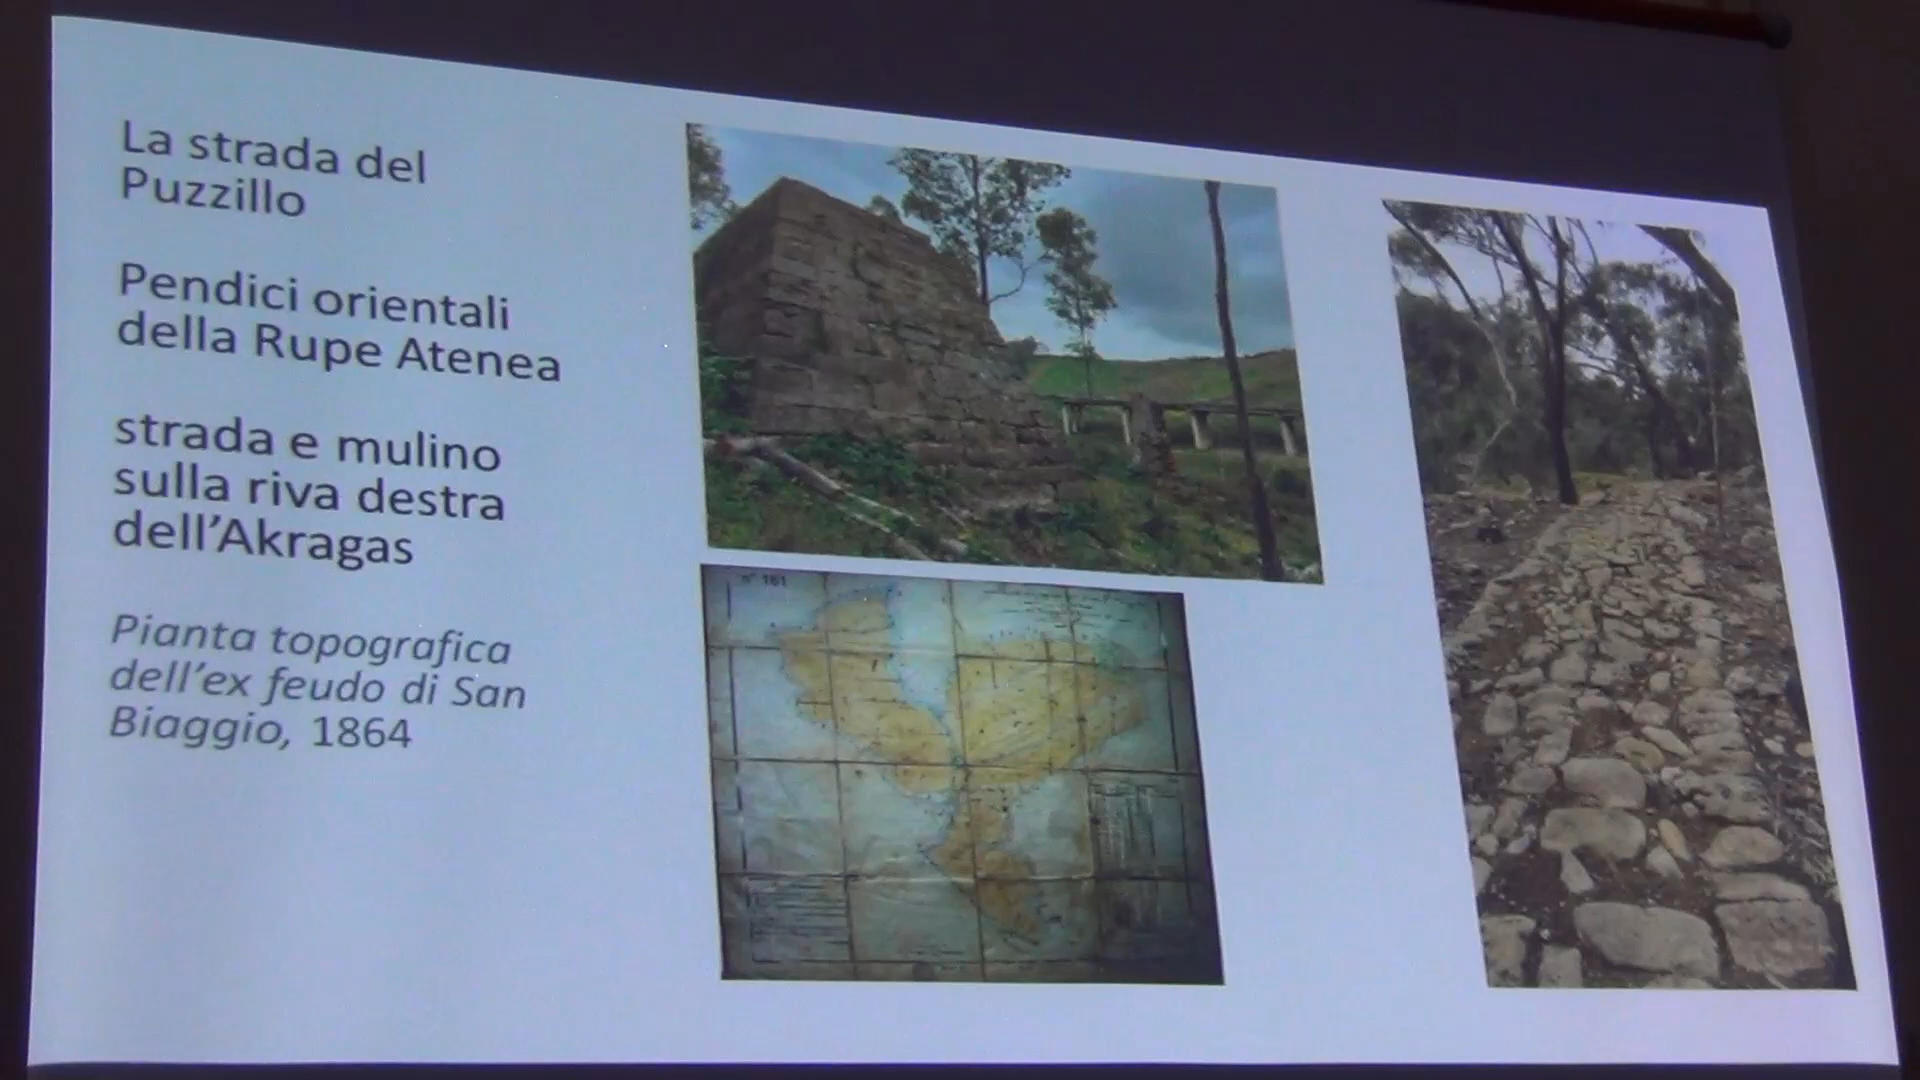 La strada del
Puzzillo
Pendici orientali
della Rupe Atenea
strada e mulino
sulla riva destra
dell'Akragas
Pianta topografica
dell'ex feudo di San
Biaggio, 1864
n° 161